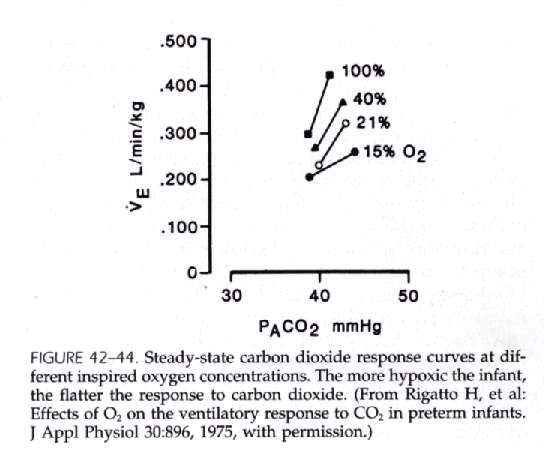 .500
.400
.300
.200
.100
0
V̇E L/min/kg
100%
40%
21%
15% O2
30 40 50
PACO2 mmHg
FIGURE 42–44. Steady-state carbon dioxide response curves at dif-
ferent inspired oxygen concentrations. The more hypoxic the infant,
the flatter the response to carbon dioxide. (From Rigatto H, et al:
Effects of O₂ on the ventilatory response to CO₂ in preterm infants.
J Appl Physiol 30:896, 1975, with permission.)